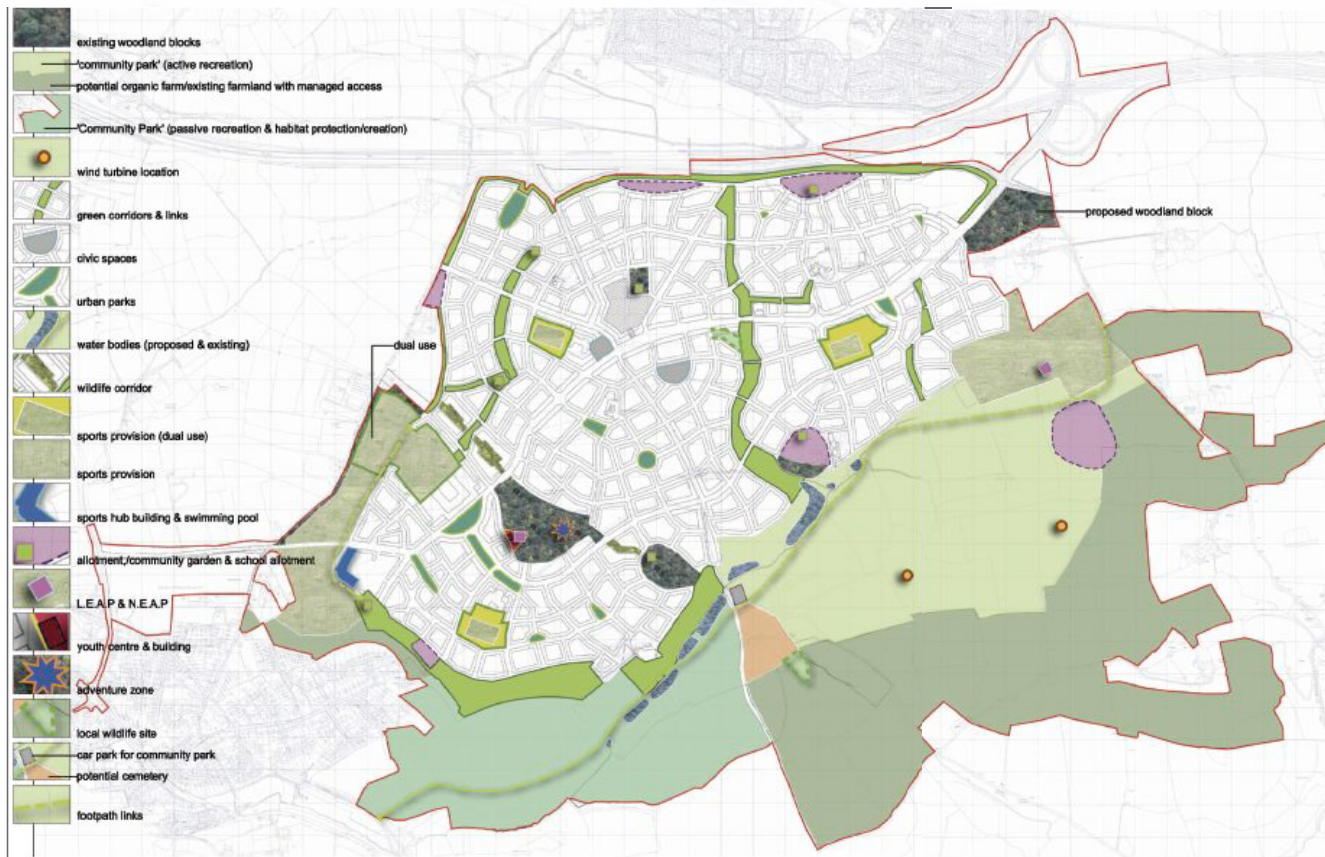 existing woodland blocks
'community park' (active recreation)
potential organic farm/existing farmland with managed access
'Community Park' (passive recreation & habitat protection/creation)
wind turbine location
green corridors & links
civic spaces
urban parks
water bodies (proposed & existing)
wildlife corridor
sports provision (dual use)
sports provision
sports hub building & swimming pool
allotment,/community garden & school allotment
L.E.A.P & N.E.A.P
youth centre & building
adventure zone
local wildlife site
car park for community park
potential cemetery
footpath links
dual use
proposed woodland block